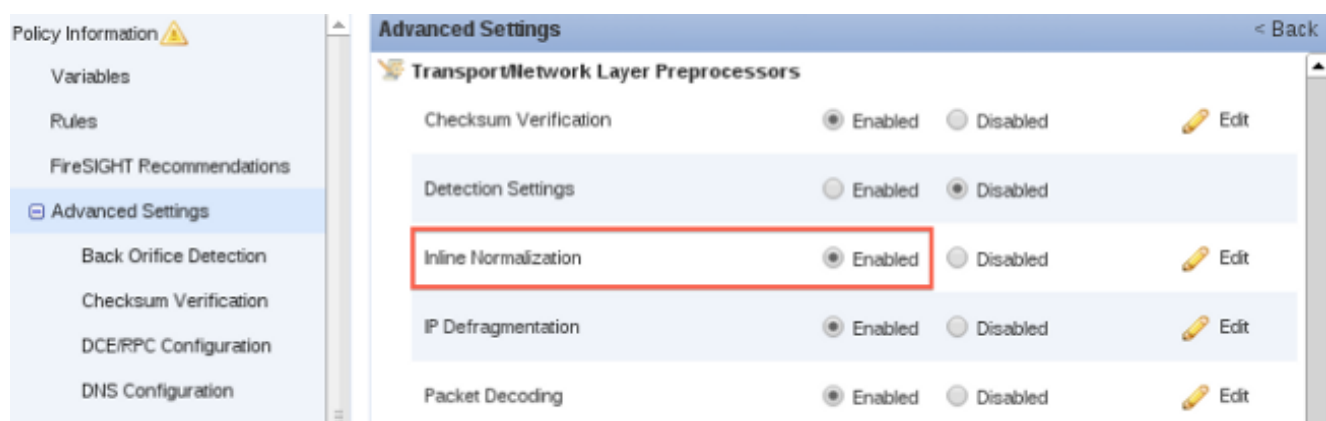 Policy Information
Variables
Rules
FireSIGHT Recommendations
Advanced Settings
Back Orifice Detection
Checksum Verification
DCE/RPC Configuration
DNS Configuration
Advanced Settings < Back
Transport/Network Layer Preprocessors
Checksum Verification Enabled Disabled Edit
Detection Settings Enabled Disabled
Inline Normalization Enabled Disabled Edit
IP Defragmentation Enabled Disabled Edit
Packet Decoding Enabled Disabled Edit